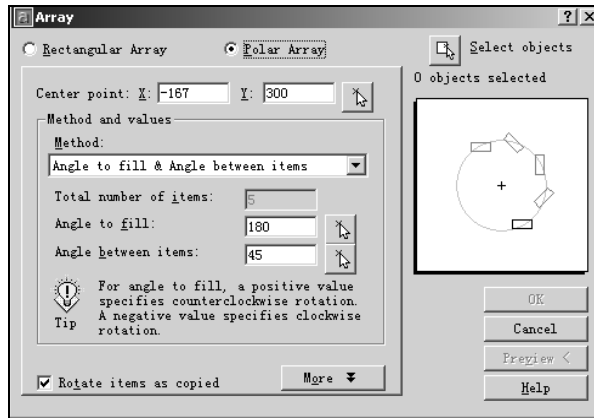 a Array
Rectangular Array
Polar Array
Select objects
0 objects selected
Center point: X: -167 Y: 300
Method and values
Method:
Angle to fill & Angle between items
Total number of items: 5
Angle to fill: 180
Angle between items: 45
For angle to fill, a positive value
specifies counterclockwise rotation.
A negative value specifies clockwise
rotation.
Tip
Rotate items as copied
More
OK
Cancel
Preview <
Help